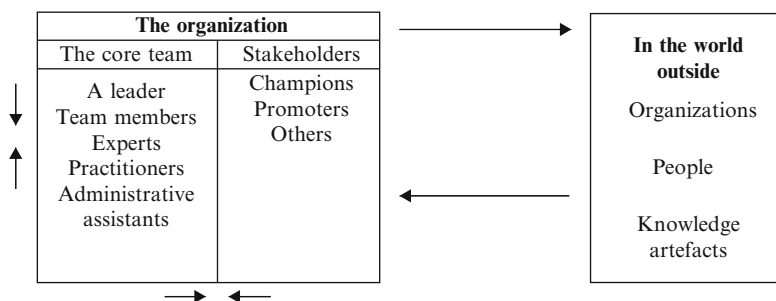 The organization
The core team
Stakeholders
A leader
Team members
Experts
Practitioners
Administrative
assistants
Champions
Promoters
Others
In the world
outside
Organizations
People
Knowledge
artefacts